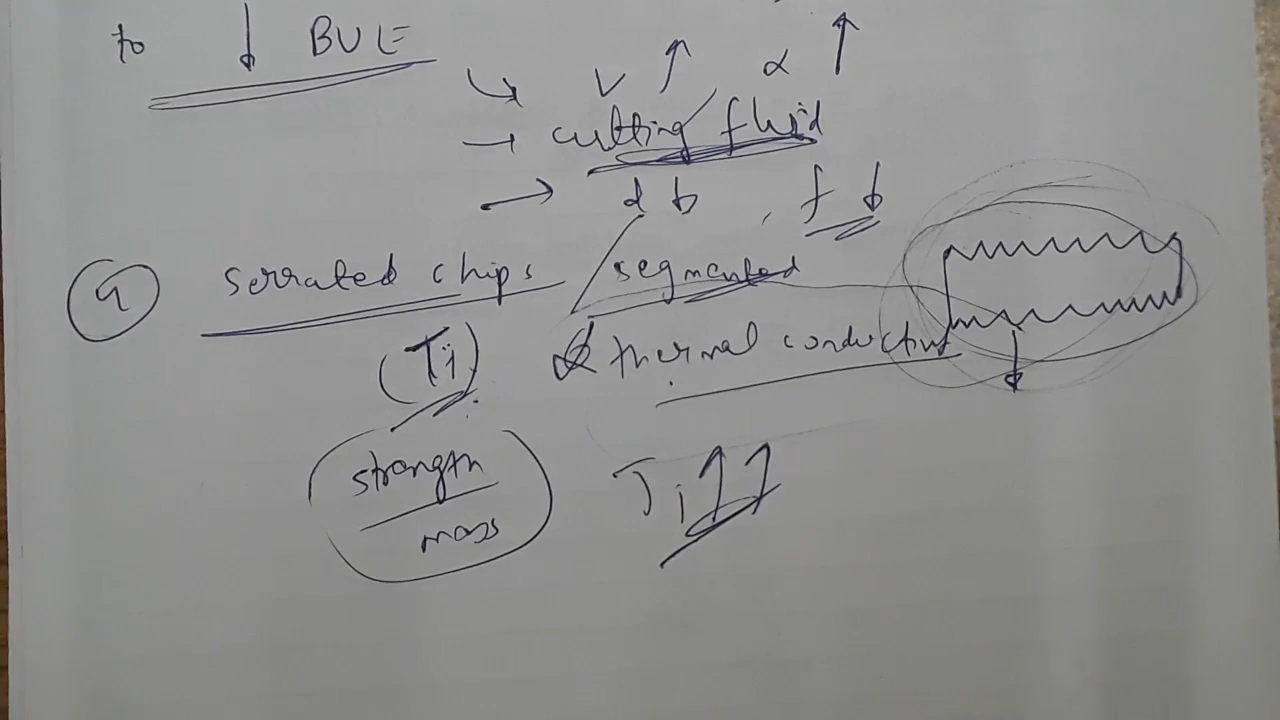 to ↓ BUE
→ V ↑ α ↑
→ cutting fluid
→ d ↓, f ↓
④ serrated chips / segmented
(Ti) thermal conductivity
strength Ti ↑↑
mass